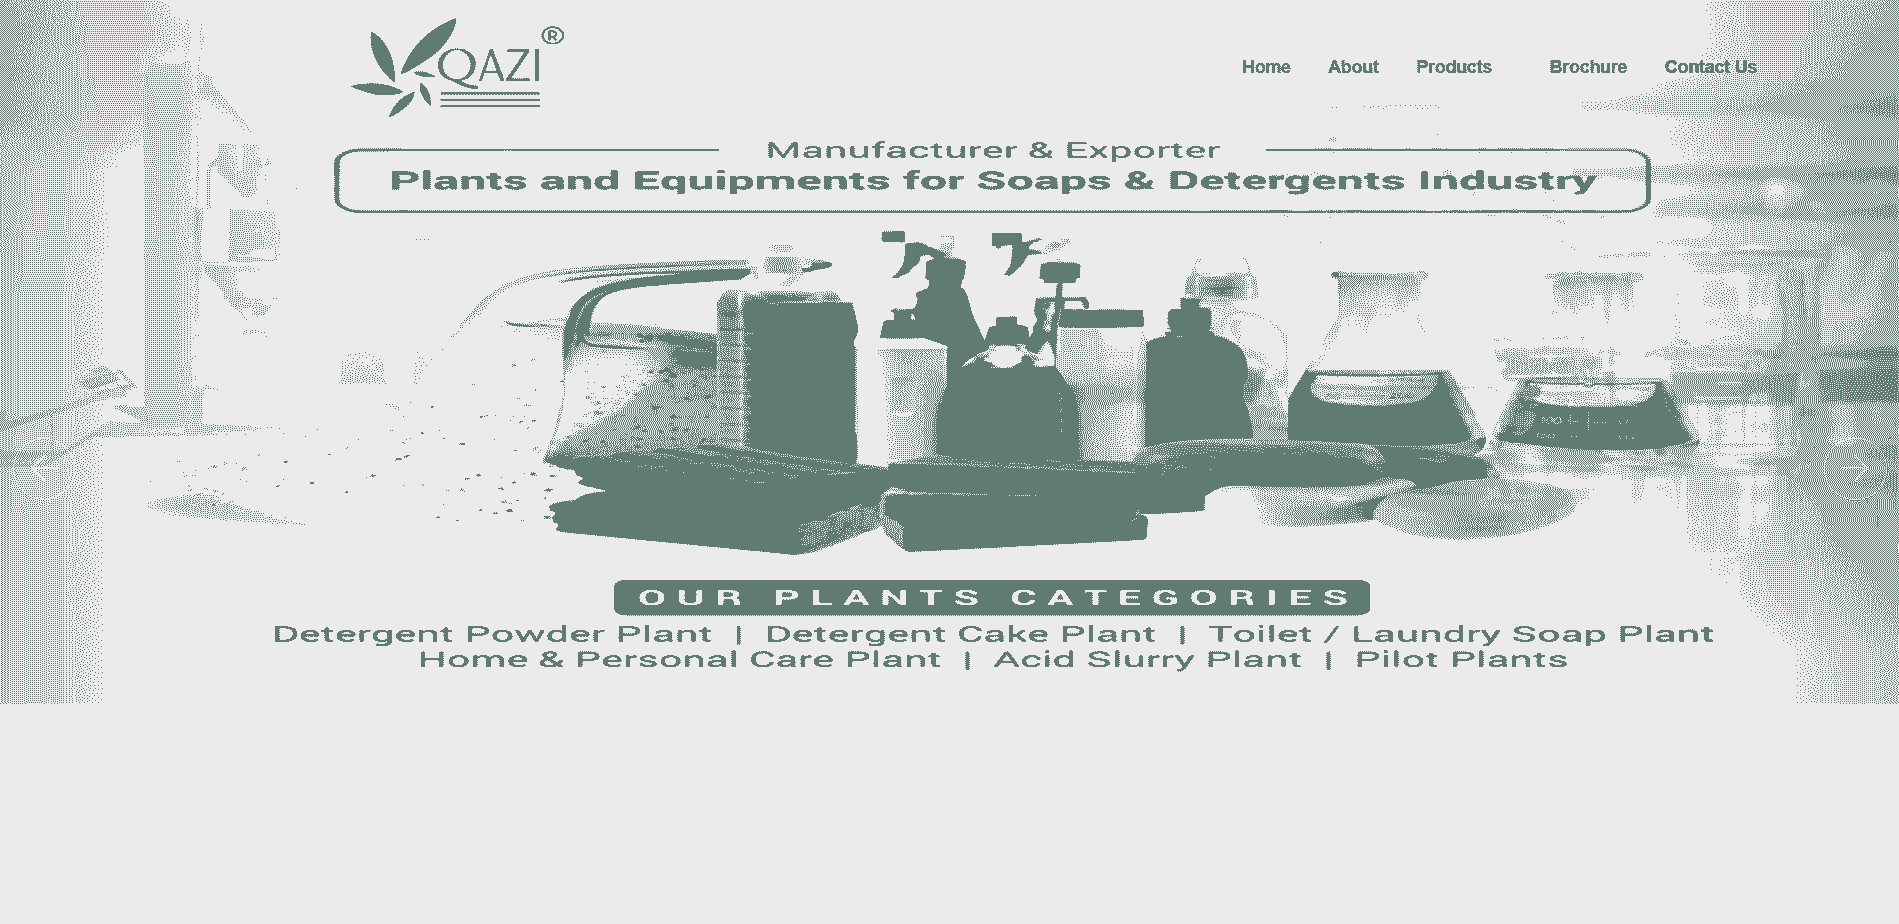 QAZI®
Home About Products Brochure Contact Us
Manufacturer & Exporter
Plants and Equipments for Soaps & Detergents Industry
OUR PLANTS CATEGORIES
Detergent Powder Plant | Detergent Cake Plant | Toilet / Laundry Soap Plant
Home & Personal Care Plant | Acid Slurry Plant | Pilot Plants